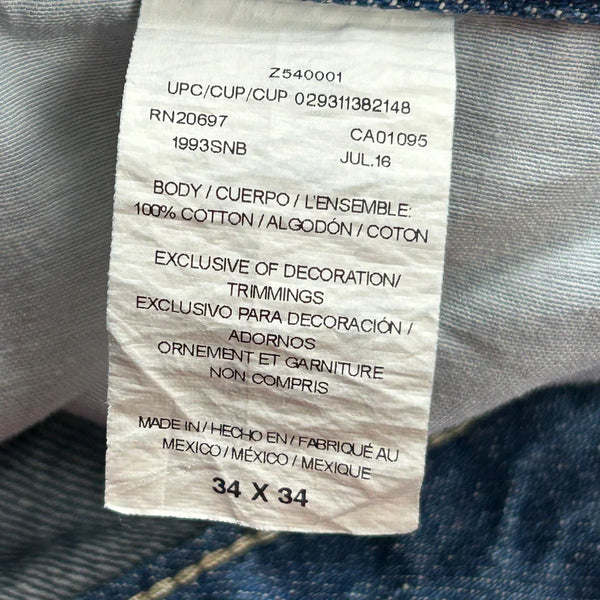 Z540001
UPC/CUP/CUP 029311382148
RN20697 CA01095
1993SNB JUL.16
BODY / CUERPO / L'ENSEMBLE:
100% COTTON / ALGODÓN / COTON
EXCLUSIVE OF DECORATION/
TRIMMINGS
EXCLUSIVO PARA DECORACIÓN /
ADORNOS
ORNEMENT ET GARNITURE
NON COMPRIS
MADE IN / HECHO EN / FABRIQUÉ AU
MEXICO / MÉXICO / MEXIQUE
34 X 34